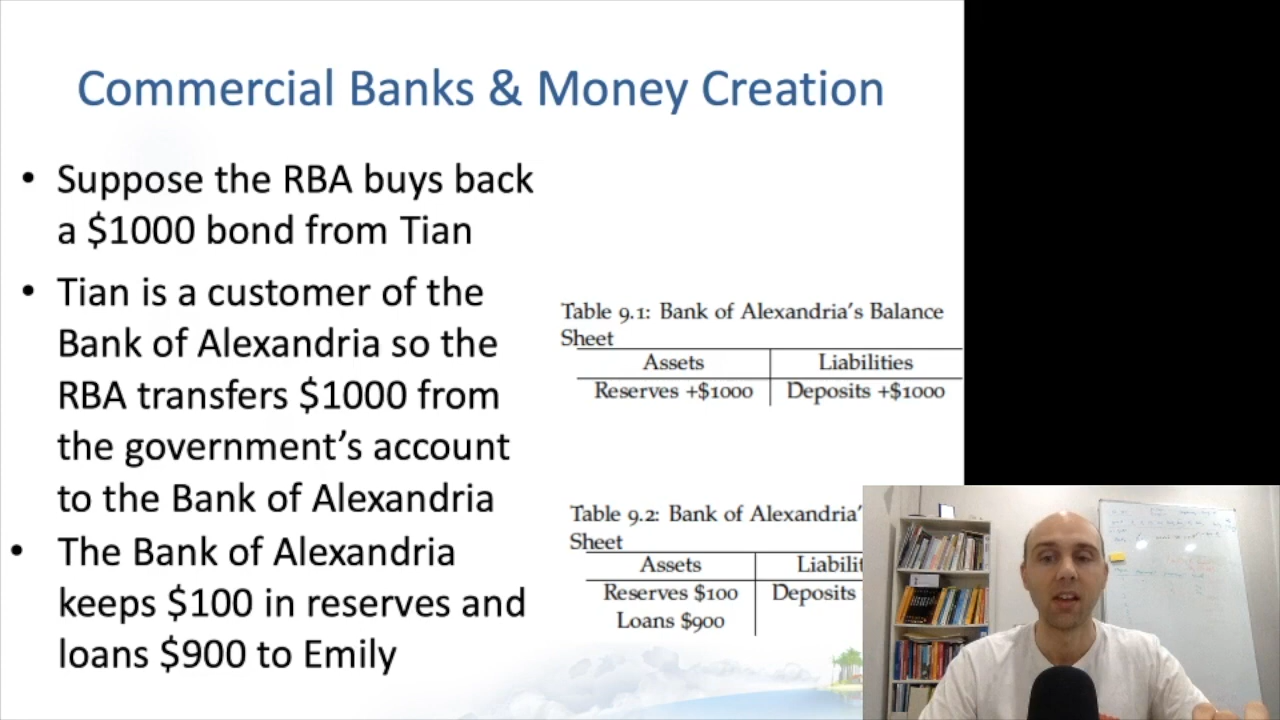 Commercial Banks & Money Creation
• Suppose the RBA buys back
a $1000 bond from Tian
• Tian is a customer of the
Bank of Alexandria so the
RBA transfers $1000 from
the government's account
to the Bank of Alexandria
• The Bank of Alexandria
keeps $100 in reserves and
loans $900 to Emily
Table 9.1: Bank of Alexandria's Balance
Sheet
Assets Liabilities
Reserves +$1000 Deposits +$1000
Table 9.2: Bank of Alexandria'
Sheet
Assets Liabilit
Reserves $100 Deposits
Loans $900